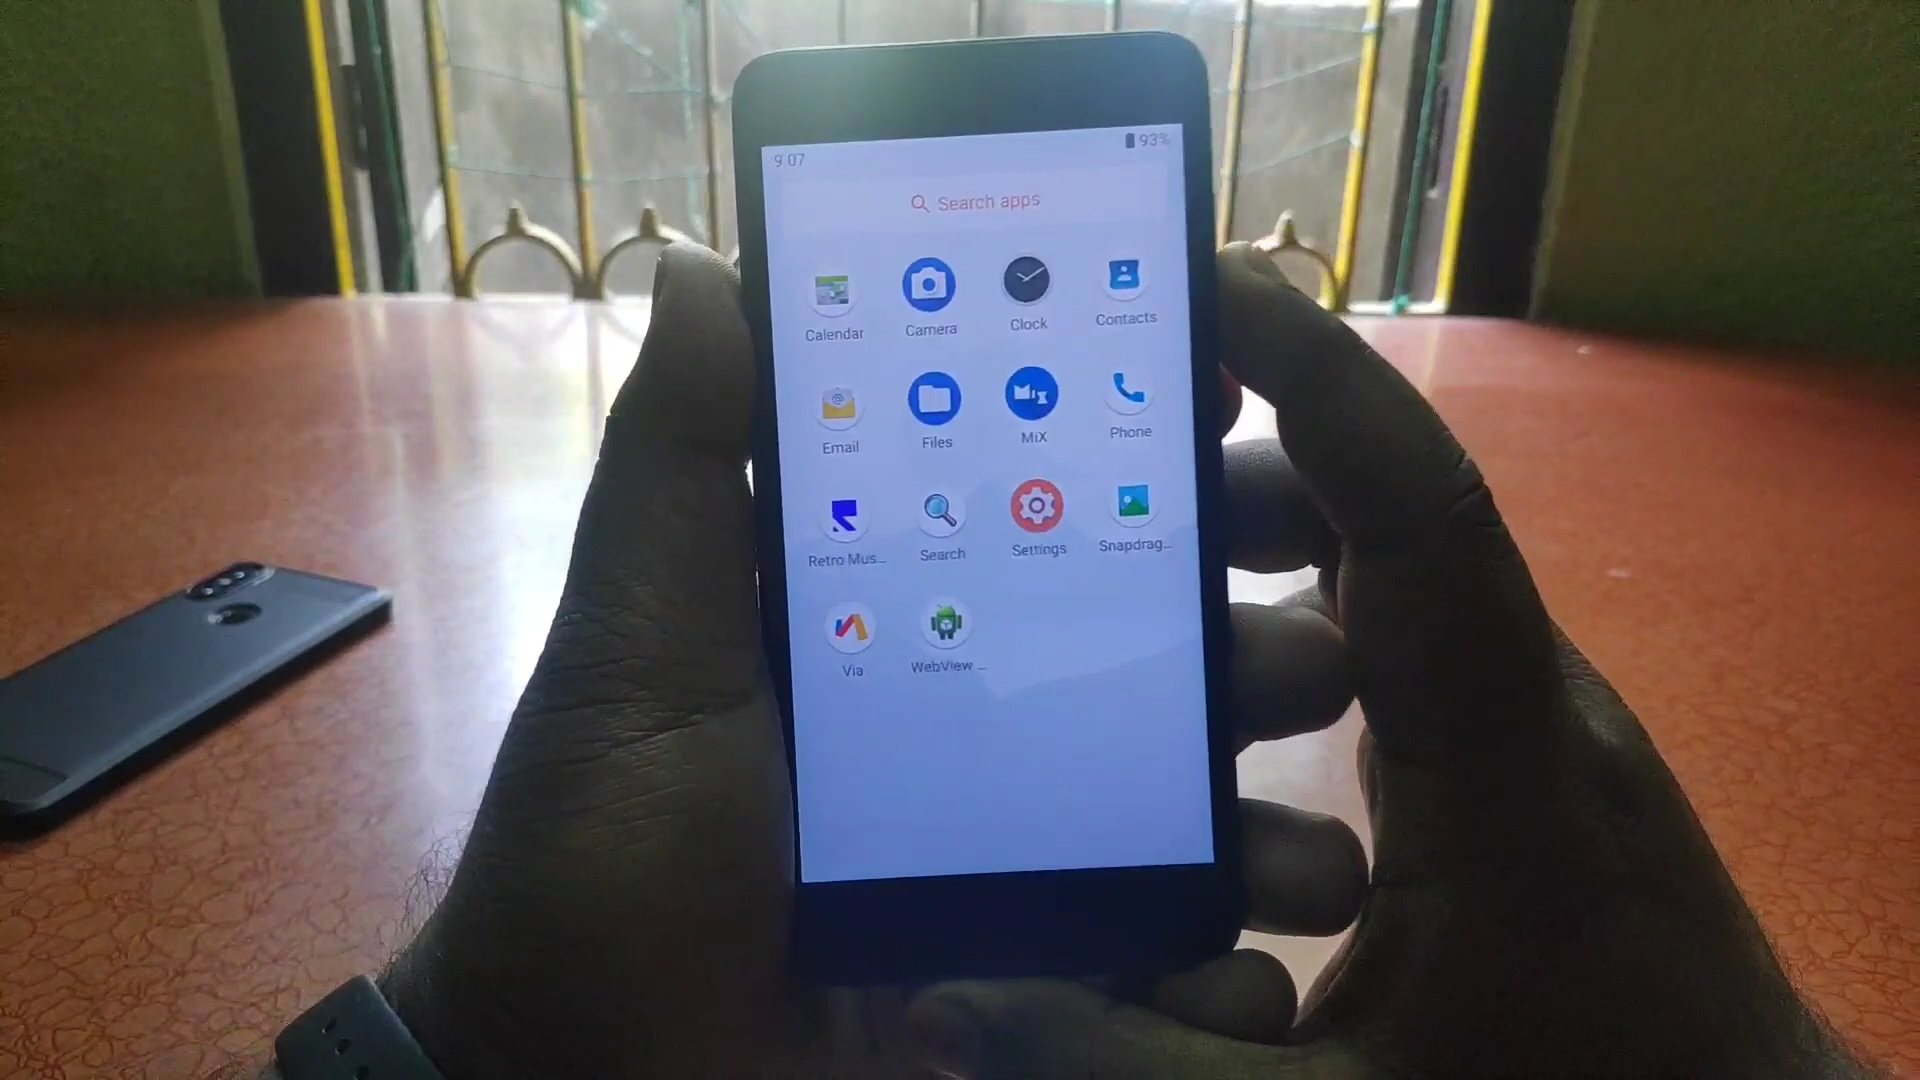 9 07 93%
Search apps
Calendar Camera Clock Contacts
Email Files MiX Phone
Retro Mus... Search Settings Snapdrag...
Via WebView ...